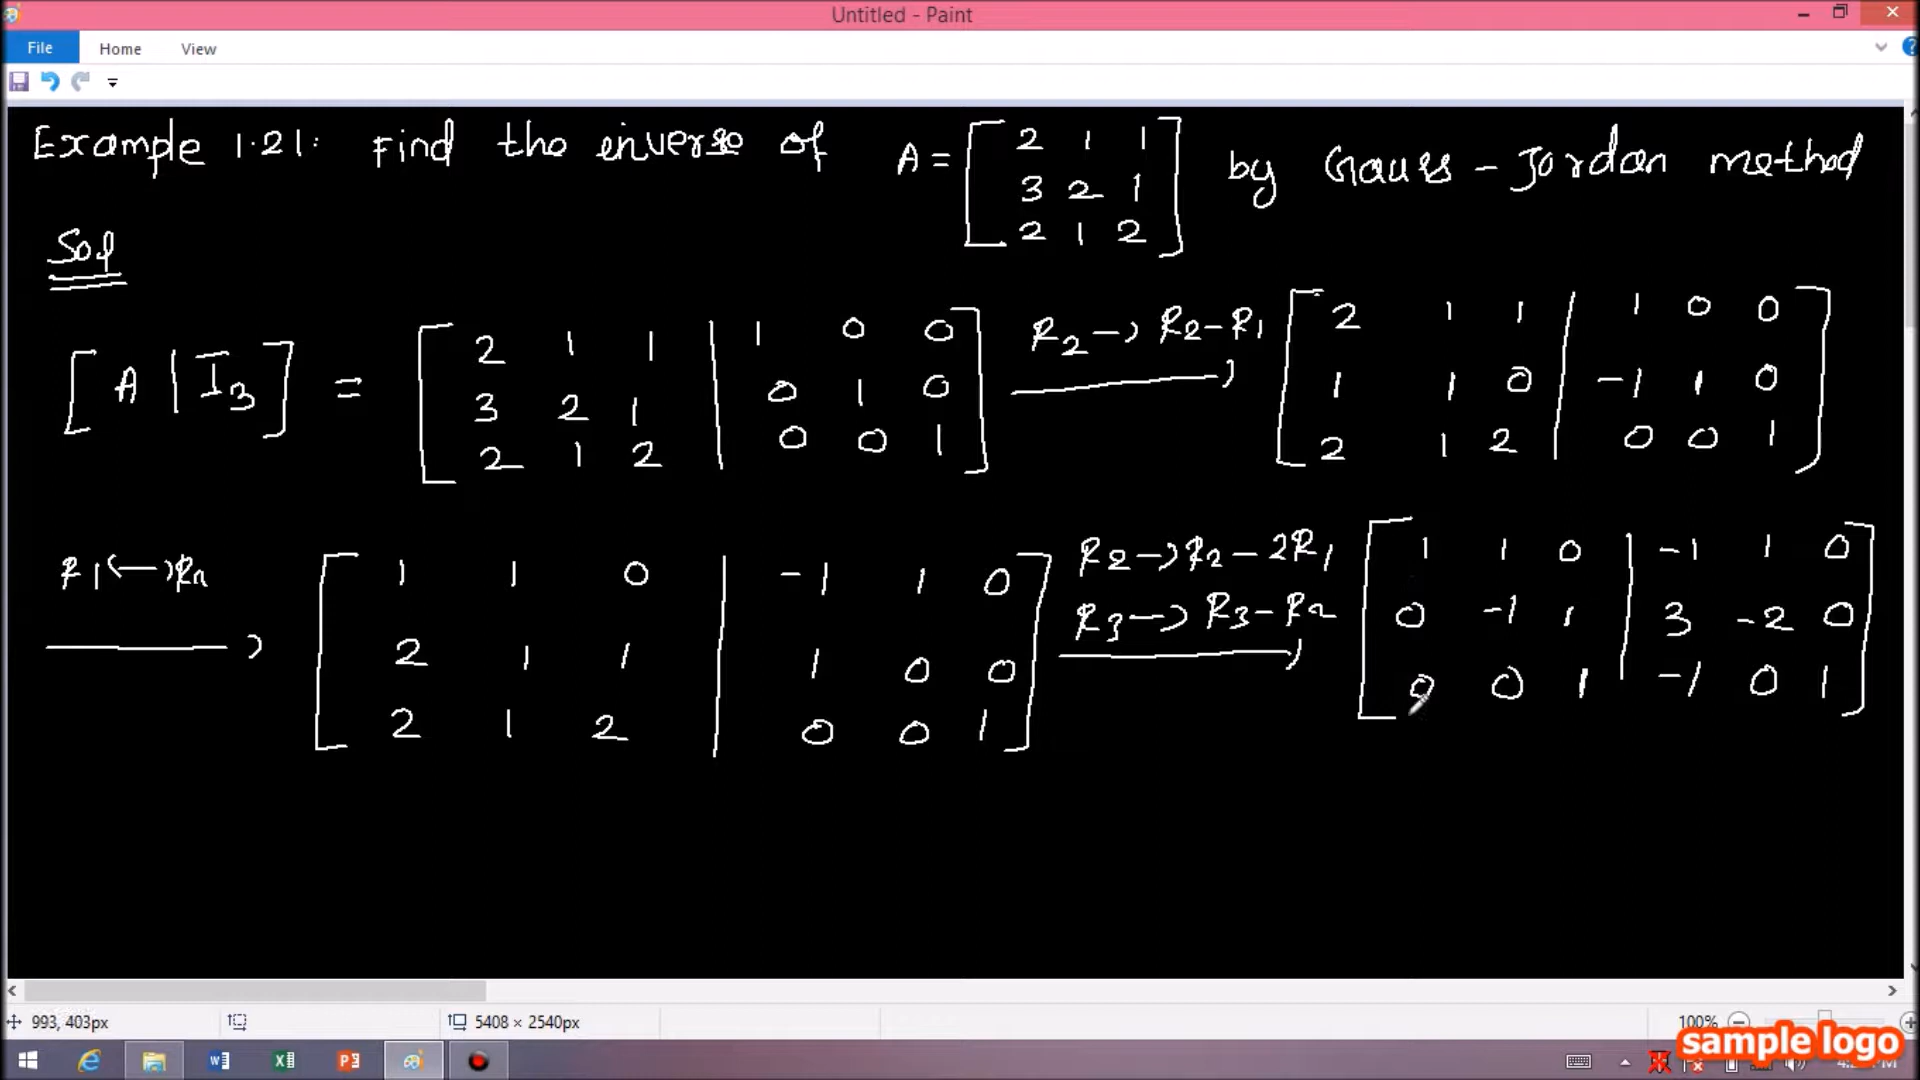 Untitled - Paint
File Home View
Example 1.21: Find the inverse of A = [2 1 1; 3 2 1; 2 1 2] by Gauss - Jordan method
Sol
[A | I3] = [2 1 1 | 1 0 0; 3 2 1 | 0 1 0; 2 1 2 | 0 0 1] R2 → R2-R1 [2 1 1 | 1 0 0; 1 1 0 | -1 1 0; 2 1 2 | 0 0 1]
R1 ↔ R2 [1 1 0 | -1 1 0; 2 1 1 | 1 0 0; 2 1 2 | 0 0 1] R2 → R2 - 2R1 R3 → R3 - R2 [1 1 0 | -1 1 0; 0 -1 1 | 3 -2 0; 0 0 1 | -1 0 1]
993, 403px 5408 × 2540px 100%
sample logo